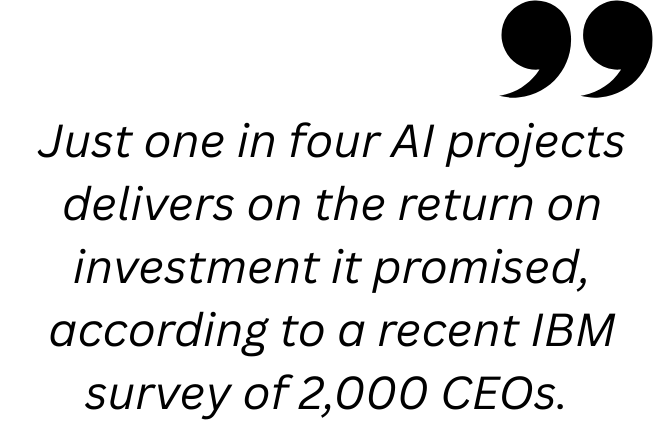 ”
Just one in four AI projects
delivers on the return on
investment it promised,
according to a recent IBM
survey of 2,000 CEOs.